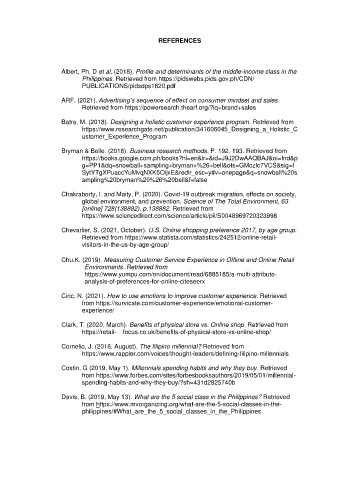 REFERENCES
Albert, Ph. D et al. (2018). Profile and determinants of the middle-income class in the
Philippines. Retrieved from https://pidswebs.pids.gov.ph/CDN/
PUBLICATIONS/pidsdps1820.pdf
ARF. (2021). Advertising's sequence of effect on consumer mindset and sales.
Retrieved from https://powersearch.thearf.org/?iq=brand+sales
Batra, M. (2018). Designing a holistic customer experience program. Retrieved from
https://www.researchgate.net/publication/341606045_Designing_a_Holistic_C
ustomer_Experience_Program
Bryman & Belle. (2018). Business research methods. P. 192, 193. Retrieved from
https://books.google.com.ph/books?hl=en&lr=&id=J9J2DwAAQBAJ&oi=fnd&p
g=PP1&dq=snowball+sampling+bryman+%26+bell&ots=GMczfc7VCS&sig=I
SytYTgXPuaccYuMvqNXK5OijxE&redir_esc=y#v=onepage&q=snowball%20s
ampling%20bryman%20%26%20bell&f=false
Chakraborty, I. and Maity, P. (2020). Covid-19 outbreak migration, effects on society,
global environment, and prevention. Science of The Total Environment, 63
[online] 728(138882), p.138882. Retrieved from
https://www.sciencedirect.com/science/article/pii/S0048969720323998
Chevarlier, S. (2021, October). U.S. Online shopping preference 2017, by age group.
Retrieved from https://www.statista.com/statistics/242512/online-retail-
visitors-in-the-us-by-age-group/
Chu.K. (2019). Measuring Customer Service Experience in Offline and Online Retail
Environments. Retrieved from
https://www.yumpu.com/en/document/read/6885185/a-multi-attribute-
analysis-of-preferences-for-online-citeseerx
Ciric, N. (2021). How to use emotions to improve customer experience. Retrieved
from https://survicate.com/customer-experience/emotional-customer-
experience/
Clark, T. (2020, March). Benefits of physical store vs. Online shop. Retrieved from
https://retail- focus.co.uk/benefits-of-physical-store-vs-online-shop/
Cornelio, J. (2016, August). The filipino millennial? Retrieved from
https://www.rappler.com/voices/thought-leaders/defining-filipino-millennials
Costin, G (2019, May 1). Millennials spending habits and why they buy. Retrieved
from https://www.forbes.com/sites/forbesbooksauthors/2019/05/01/millennial-
spending-habits-and-why-they-buy/?sh=431d2825740b
Davis, B. (2019, May 13). What are the 5 social class in the Philippines? Retrieved
from https://www.mvorganizing.org/what-are-the-5-social-classes-in-the-
philippines/#What_are_the_5_social_classes_in_the_Philippines